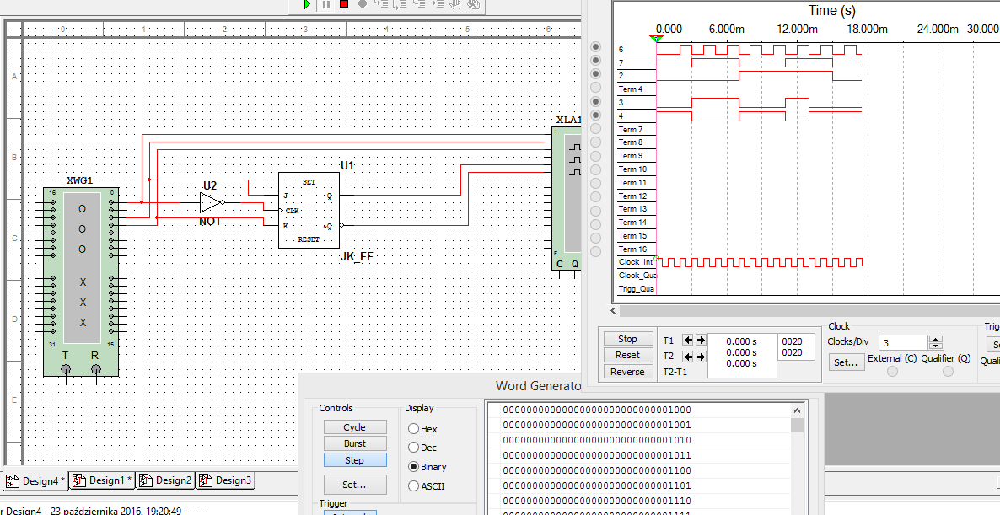 0 1 2 3 4 5 6
A
B
C
D
E
XWG1
16 0
O
O
O
X
X
X
31 15
T R
U2
NOT
U1
SET
J Q
CLK
K ~Q
RESET
JK_FF
XLA1
1
F
C Q
Time (s)
0.000 6.000m 12.000m 18.000m 24.000m 30.000
6
7
2
Term 4
3
4
Term 7
Term 8
Term 9
Term 10
Term 11
Term 12
Term 13
Term 14
Term 15
Term 16
Clock_Int
Clock_Qua
Trigg_Qua
Stop
Reset
Reverse
T1
T2
T2-T1
0.000 s
0.000 s
0.000 s
0020
0020
Clock
Clocks/Div 3
Set...
External (C) Qualifier (Q)
Trig
Se
Quali
Word Generato
Controls
Cycle
Burst
Step
Set...
Trigger
Display
Hex
Dec
Binary
ASCII
00000000000000000000000000001000
00000000000000000000000000001001
00000000000000000000000000001010
00000000000000000000000000001011
00000000000000000000000000001100
00000000000000000000000000001101
00000000000000000000000000001110
Design4 * Design1 * Design2 Design3
r Design4 - 23 października 2016, 19:20:49 ------